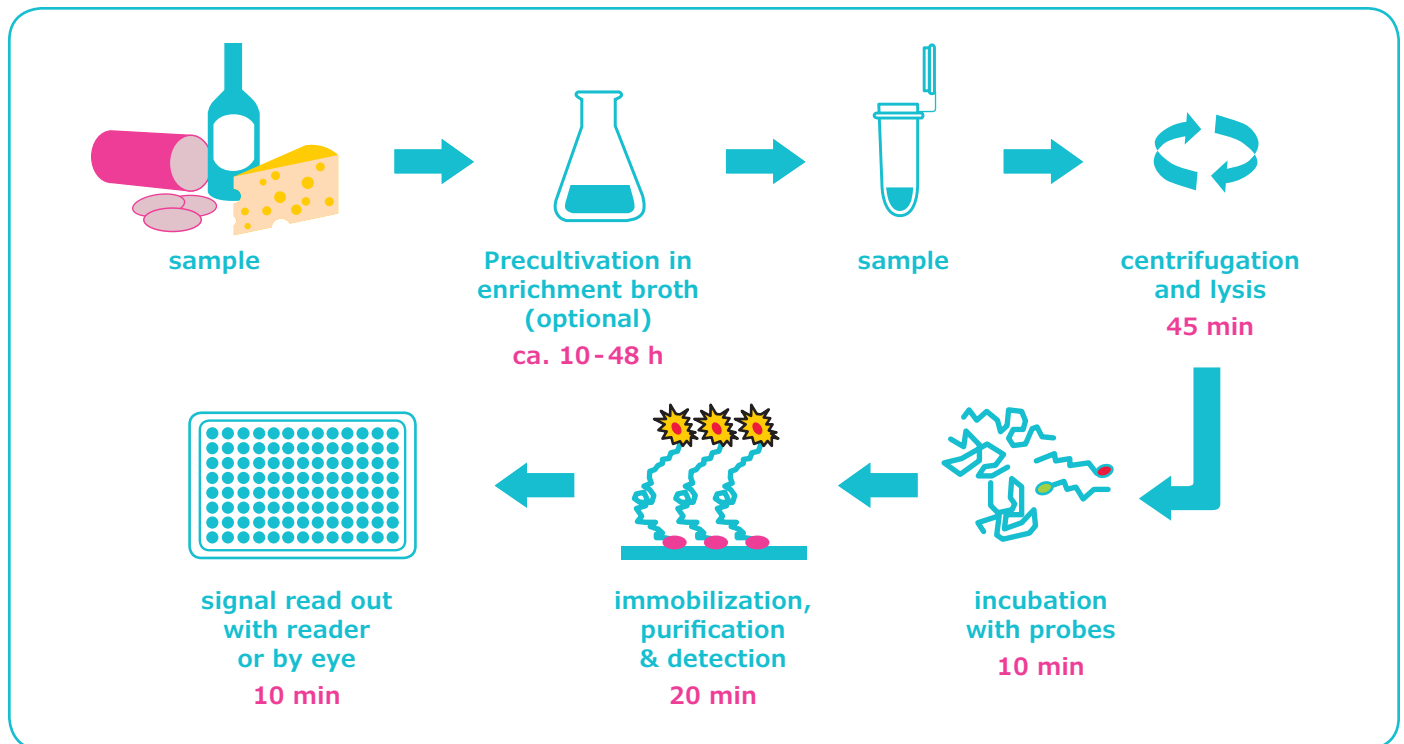 sample
Precultivation in
enrichment broth
(optional)
ca. 10-48 h
sample
centrifugation
and lysis
45 min
signal read out
with reader
or by eye
10 min
immobilization,
purification
& detection
20 min
incubation
with probes
10 min